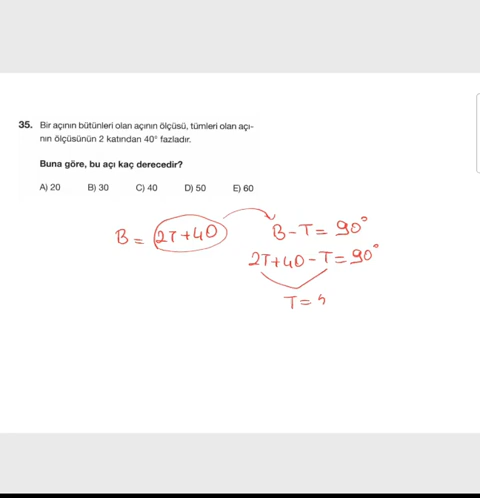 35. Bir açının bütünleri olan açının ölçüsü, tümleri olan açı-
nın ölçüsünün 2 katından 40° fazladır.
Buna göre, bu açı kaç derecedir?
A) 20 B) 30 C) 40 D) 50 E) 60
B = 2T+40
B-T= 90°
2T+40-T=90°
T=